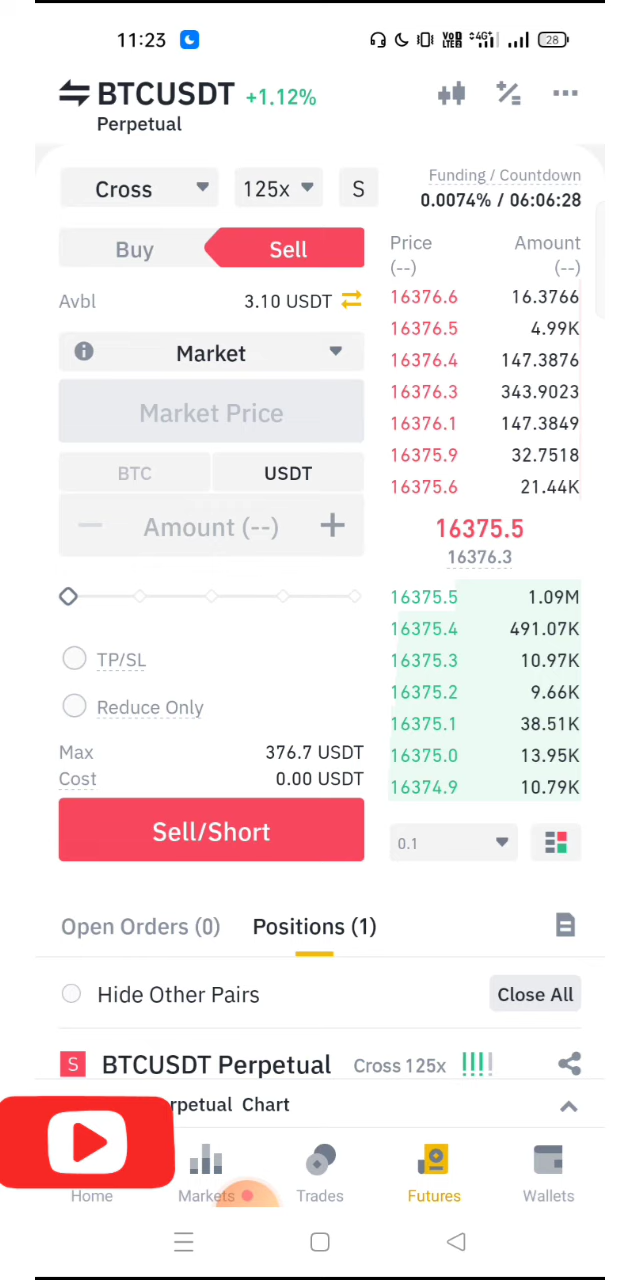 11:23 VoD LTE 4G 28
BTCUSDT +1.12%
Perpetual
Cross 125x S
Funding / Countdown
0.0074% / 06:06:28
Buy Sell
Price Amount
(--) (--)
Avbl 3.10 USDT
16376.6 16.3766
16376.5 4.99K
Market
16376.4 147.3876
16376.3 343.9023
Market Price
16376.1 147.3849
16375.9 32.7518
BTC USDT
16375.6 21.44K
Amount (--)
16375.5
16376.3
16375.5 1.09M
16375.4 491.07K
TP/SL
16375.3 10.97K
16375.2 9.66K
Reduce Only
16375.1 38.51K
Max 376.7 USDT
16375.0 13.95K
Cost 0.00 USDT
16374.9 10.79K
Sell/Short
0.1
Open Orders (0) Positions (1)
Hide Other Pairs Close All
S BTCUSDT Perpetual Cross 125x
rpetual Chart
Home Markets Trades Futures Wallets